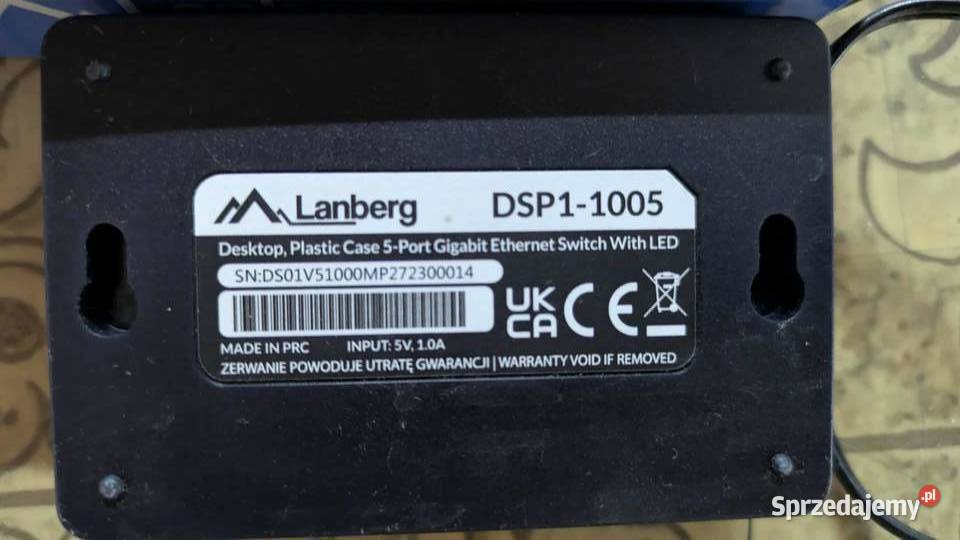 Lanberg DSP1-1005
Desktop, Plastic Case 5-Port Gigabit Ethernet Switch With LED
SN:DS01V51000MP272300014
UK
CA CE
MADE IN PRC INPUT: 5V, 1.0A
ZERWANIE POWODUJE UTRATĘ GWARANCJI | WARRANTY VOID IF REMOVED
Sprzedajemy.pl